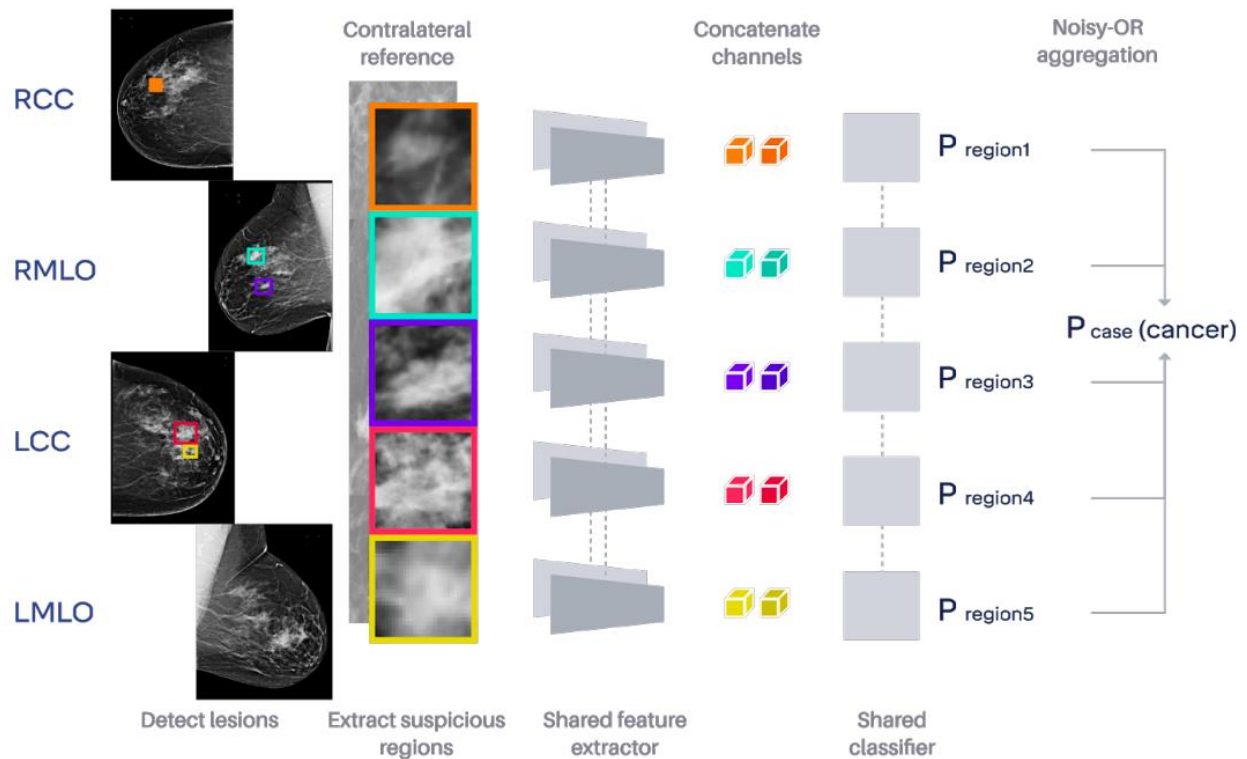 Contralateral
reference
Concatenate
channels
Noisy-OR
aggregation
RCC
P region1
RMLO
P region2
P case (cancer)
LCC
P region3
P region4
LMLO
P region5
Detect lesions
Extract suspicious
regions
Shared feature
extractor
Shared
classifier